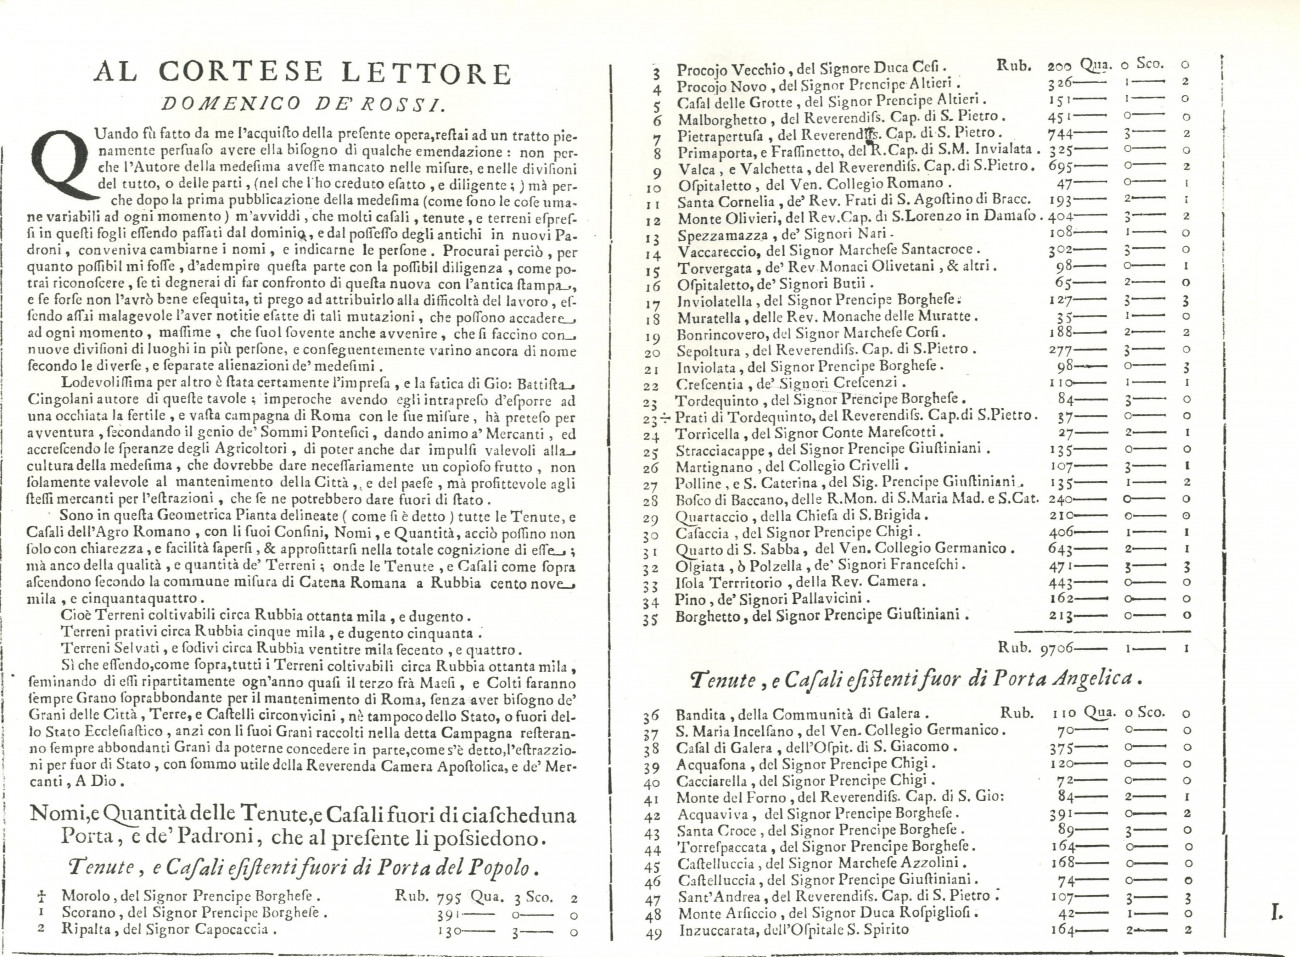 AL CORTESE LETTORE
DOMENICO DE' ROSSI.
QUando fù fatto da me l'acquiſto della preſente opera,reſtai ad un tratto pie-
namente perſuaſo avere ella biſogno di qualche emendazione : non per-
che l'Autore della medeſima aveſſe mancato nelle miſure, e nelle diviſioni
del tutto, o delle parti , (nel che l'ho creduto eſatto , e diligente ; ) mà per-
che dopo la prima pubblicazione della medeſima (come ſono le coſe uma-
ne variabili ad ogni momento ) m'avviddi , che molti caſali , tenute , e terreni eſpreſ-
ſi in queſti fogli eſſendo paſſati dal dominio, e dal poſſeſſo degli antichi in nuovi Pa-
droni , conveniva cambiarne i nomi , e indicarne le perſone. Procurai perciò , per
quanto poſſibil mi foſſe , d'adempire queſta parte con la poſſibil diligenza , come po-
trai riconoſcere, ſe ti degnerai di far confronto di queſta nuova con l'antica ſtampa,
e ſe forſe non l'avrò bene eſequita, ti prego ad attribuirlo alla difficoltà del lavoro , eſ-
ſendo aſſai malagevole l'aver notitie eſatte di tali mutazioni , che poſſono accadere
ad ogni momento , maſſime , che ſuol ſovente anche avvenire , che ſi faccino con
nuove diviſioni di luoghi in più perſone, e conſeguentemente varino ancora di nome
ſecondo le diverſe , e ſeparate alienazioni de' medeſimi .
Lodevoliſſima per altro è ſtata certamente l'impreſa , e la fatica di Gio: Battiſta
Cingolani autore di queſte tavole ; imperoche avendo egli intrapreſo d'eſporre ad
una occhiata la fertile , e vaſta campagna di Roma con le ſue miſure , hà preteſo per
avventura , ſecondando il genio de' Sommi Pontefici , dando animo a' Mercanti , ed
accreſcendo le ſperanze degli Agricoltori , di poter anche dar impulſi valevoli alla
cultura della medeſima , che dovrebbe dare neceſſariamente un copioſo frutto , non
ſolamente valevole al mantenimento della Città , e del paeſe , mà profittevole agli
ſteſſi mercanti per l'eſtrazioni , che ſe ne potrebbero dare fuori di ſtato .
Sono in queſta Geometrica Pianta delineate ( come ſi è detto ) tutte le Tenute, e
Caſali dell'Agro Romano , con li ſuoi Confini, Nomi , e Quantità, acciò poſſino non
ſolo con chiarezza , e facilità ſaperſi , & approfittarſi nella totale cognizione di eſſe ;
mà anco della qualità , e quantità de' Terreni ; onde le Tenute , e Caſali come ſopra
aſcendono ſecondo la commune miſura di Catena Romana a Rubbia cento nove
mila , e cinquantaquattro .
Cioè Terreni coltivabili circa Rubbia ottanta mila , e dugento .
Terreni prativi circa Rubbia cinque mila , e dugento cinquanta .
Terreni Selvati , e ſodivi circa Rubbia ventitre mila ſecento , e quattro .
Sì che eſſendo,come ſopra,tutti i Terreni coltivabili circa Rubbia ottanta mila ,
ſeminando di eſſi ripartitamente ogn'anno quaſi il terzo frà Maeſi , e Colti faranno
ſempre Grano ſoprabbondante per il mantenimento di Roma, ſenza aver biſogno de'
Grani delle Città , Terre, e Caſtelli circonvicini , nè tampoco dello Stato, o fuori del-
lo Stato Eccleſiaſtico , anzi con li ſuoi Grani raccolti nella detta Campagna reſteran-
no ſempre abbondanti Grani da poterne concedere in parte,come s'è detto,l'eſtrazzio-
ni per fuor di Stato , con ſommo utile della Reverenda Camera Apoſtolica, e de' Mer-
canti , A Dio .
Nomi,e Quantità delle Tenute,e Caſali fuori di ciaſcheduna
Porta, e de' Padroni, che al preſente li poſsiedono.
Tenute , e Caſali eſiſtenti fuori di Porta del Popolo .
☨ Morolo, del Signor Prencipe Borgheſe . Rub. 795 Qua. 3 Sco. 2
1 Scorano , del Signor Prencipe Borgheſe . 391—— 0—— 0
2 Ripalta , del Signor Capocaccia . 130—— 3—— 0
3 Procojo Vecchio , del Signore Duca Ceſi . Rub. 200 Qua. 0 Sco. 0
4 Procojo Novo , del Signor Prencipe Altieri . 326—— 1—— 2
5 Caſal delle Grotte , del Signor Prencipe Altieri . 151—— 1—— 0
6 Malborghetto , del Reverendiſs. Cap. di S. Pietro . 451—— 0—— 0
7 Pietrapertuſa , del Reverendiſs. Cap. di S. Pietro . 744—— 3—— 2
8 Primaporta, e Fraſſinetto, del R.Cap. di S.M. Invialata . 325—— 0—— 0
9 Valca , e Valchetta , del Reverendiſs. Cap. di S.Pietro . 695—— 0—— 2
10 Oſpitaletto , del Ven. Collegio Romano . 47—— 0—— 1
11 Santa Cornelia , de' Rev. Frati di S. Agoſtino di Bracc. 193—— 2—— 1
12 Monte Olivieri, del Rev.Cap. di S.Lorenzo in Damaſo . 404—— 3—— 2
13 Spezzamazza , de' Signori Nari . 108—— 1—— 0
14 Vaccareccio, del Signor Marcheſe Santacroce . 302—— 3—— 0
15 Torvergata , de' Rev Monaci Olivetani , & altri . 98—— 0—— 1
16 Oſpitaletto, de' Signori Butii . 65—— 2—— 0
17 Inviolatella , del Signor Prencipe Borgheſe . 127—— 3—— 3
18 Muratella , delle Rev. Monache delle Muratte . 35—— 1—— 0
19 Bonrincovero, del Signor Marcheſe Corſi . 188—— 2—— 2
20 Sepoltura , del Reverendiſs. Cap. di S.Pietro . 277—— 3—— 0
21 Inviolata , del Signor Prencipe Borgheſe . 98—— 0—— 3
22 Creſcentia , de' Signori Creſcenzi . 110—— 1—— 1
23 Tordequinto , del Signor Prencipe Borgheſe . 84—— 3—— 0
23÷ Prati di Tordequinto, del Reverendiſs. Cap.di S.Pietro . 37—— 0—— 0
24 Torricella , del Signor Conte Mareſcotti . 27—— 2—— 1
25 Stracciacappe , del Signor Prencipe Giuſtiniani . 135—— 0—— 0
26 Martignano , del Collegio Crivelli . 107—— 3—— 1
27 Polline , e S. Caterina , del Sig. Prencipe Giuſtiniani . 135—— 1—— 2
28 Boſco di Baccano, delle R.Mon. di S.Maria Mad. e S.Cat. 240—— 0—— 0
29 Quartaccio , della Chieſa di S.Brigida . 210—— 0—— 0
30 Caſaccia , del Signor Prencipe Chigi . 406—— 1—— 1
31 Quarto di S. Sabba , del Ven. Collegio Germanico . 643—— 2—— 1
32 Olgiata , ò Polzella , de' Signori Franceſchi . 471—— 3—— 3
33 Iſola Terrritorio , della Rev. Camera . 443—— 0—— 0
34 Pino , de' Signori Pallavicini . 162—— 0—— 0
35 Borghetto , del Signor Prencipe Giuſtiniani . 213—— 0—— 0
Rub. 9706—— 1—— 1
Tenute , e Caſali eſiſtenti fuor di Porta Angelica .
36 Bandita , della Communità di Galera . Rub. 110 Qua. 0 Sco. 0
37 S. Maria Incelſano , del Ven. Collegio Germanico . 70—— 0—— 0
38 Caſal di Galera , dell'Oſpit. di S. Giacomo . 375—— 0—— 0
39 Acquaſona , del Signor Prencipe Chigi . 120—— 0—— 0
40 Cacciarella , del Signor Prencipe Chigi . 72—— 0—— 0
41 Monte del Forno , del Reverendiſs. Cap. di S. Gio: 84—— 2—— 1
42 Acquaviva , del Signor Prencipe Borgheſe . 391—— 0—— 2
43 Santa Croce , del Signor Prencipe Borgheſe . 89—— 3—— 0
44 Torreſpaccata , del Signor Prencipe Borgheſe . 164—— 0—— 0
45 Caſtelluccia , del Signor Marcheſe Azzolini . 168—— 0—— 0
46 Caſtelluccia , del Signor Prencipe Giuſtiniani . 74—— 0—— 0
47 Sant'Andrea , del Reverendiſs. Cap. di S. Pietro . 107—— 3—— 3
48 Monte Arſiccio , del Signor Duca Roſpiglioſi . 42—— 1—— 0
49 Inzuccarata, dell'Oſpitale S. Spirito 164—— 2—— 2
I.